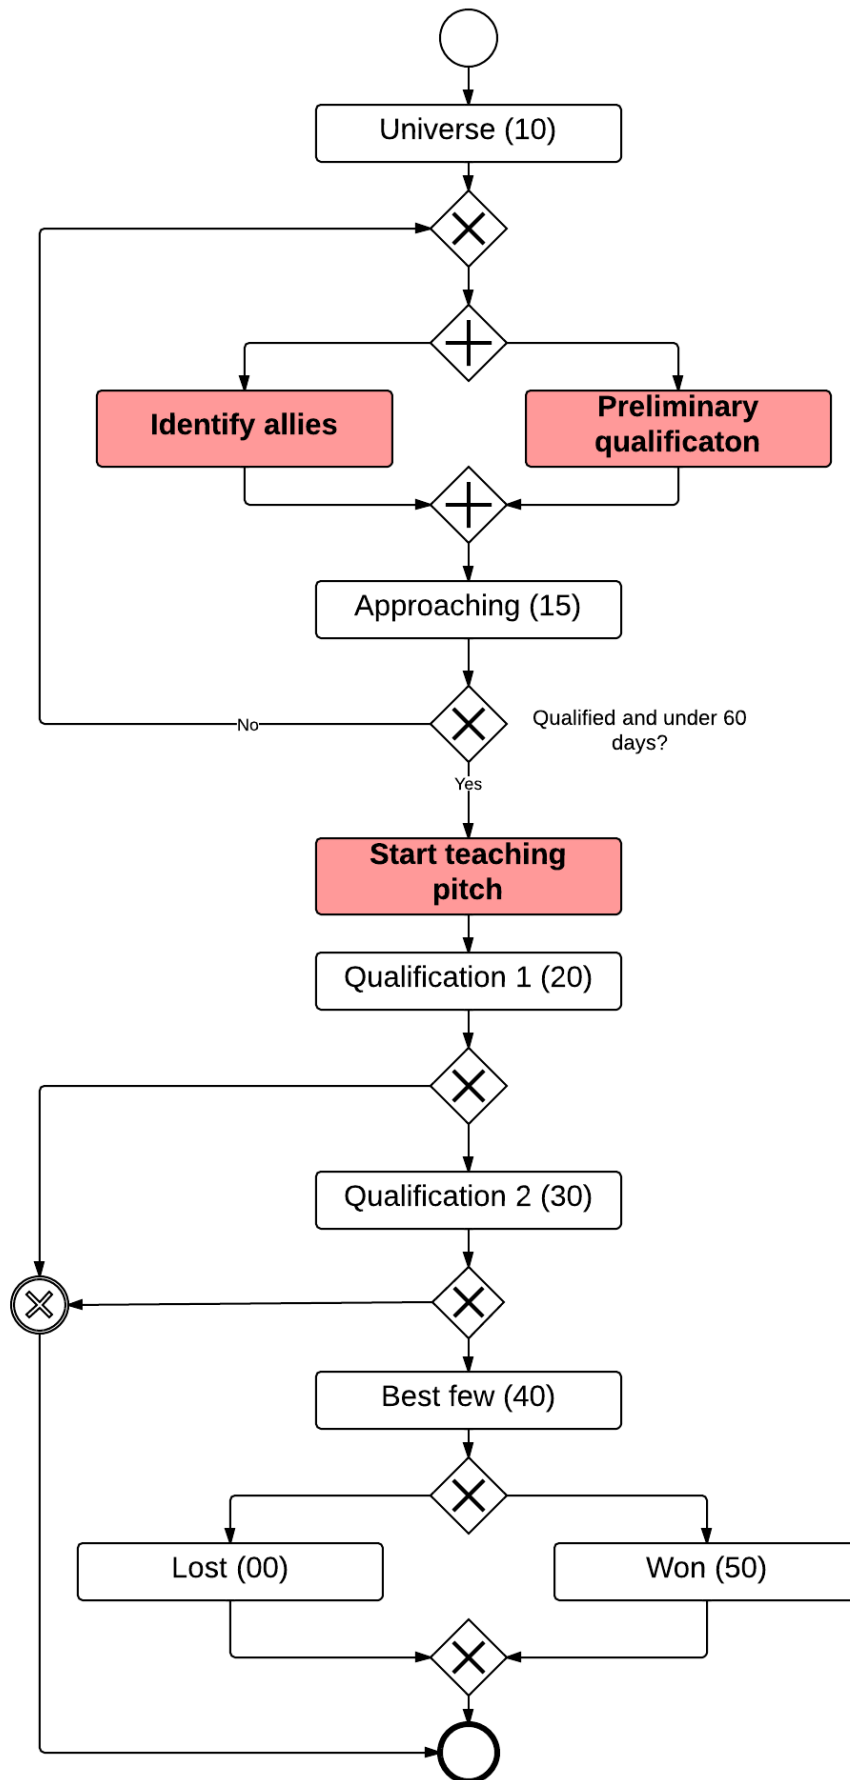 Universe (10)
Identify allies
Preliminary
qualificaton
Approaching (15)
No
Qualified and under 60
days?
Yes
Start teaching
pitch
Qualification 1 (20)
Qualification 2 (30)
Best few (40)
Lost (00)
Won (50)